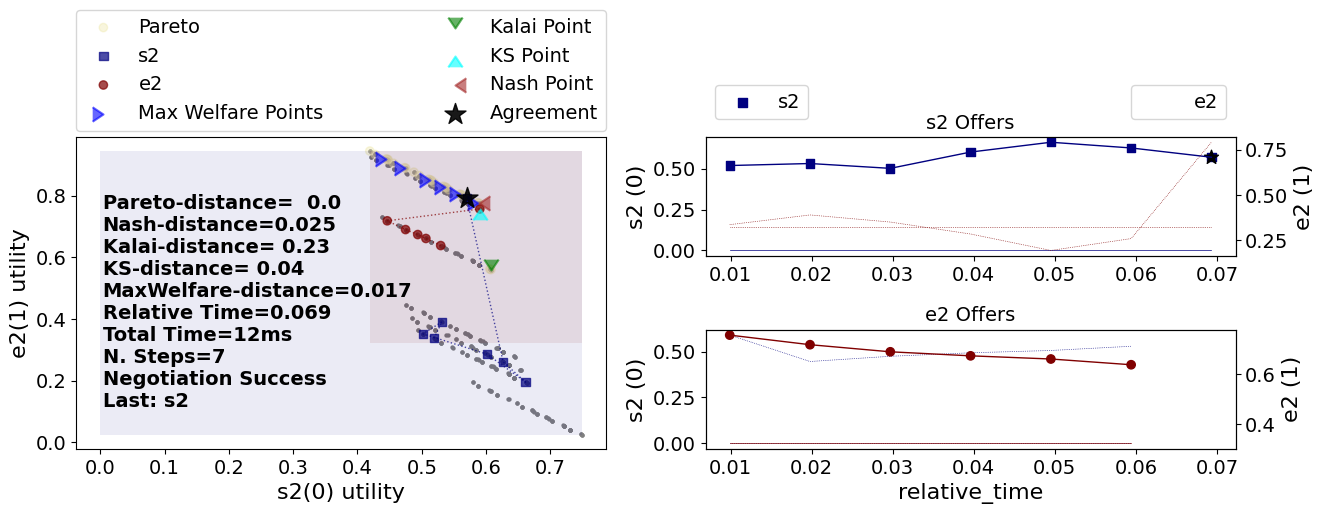 Pareto
s2
e2
Max Welfare Points
Kalai Point
KS Point
Nash Point
Agreement
Pareto-distance=  0.0
Nash-distance=0.025
Kalai-distance= 0.23
KS-distance= 0.04
MaxWelfare-distance=0.017
Relative Time=0.069
Total Time=12ms
N. Steps=7
Negotiation Success
Last: s2
e2(1) utility
0.8
0.6
0.4
0.2
0.0
0.0 0.1 0.2 0.3 0.4 0.5 0.6 0.7
s2(0) utility
s2
e2
s2 Offers
s2 (0)
0.50
0.25
0.00
0.75
0.50
0.25
e2 (1)
0.01 0.02 0.03 0.04 0.05 0.06 0.07
e2 Offers
s2 (0)
0.50
0.25
0.00
0.6
0.4
e2 (1)
0.01 0.02 0.03 0.04 0.05 0.06 0.07
relative_time